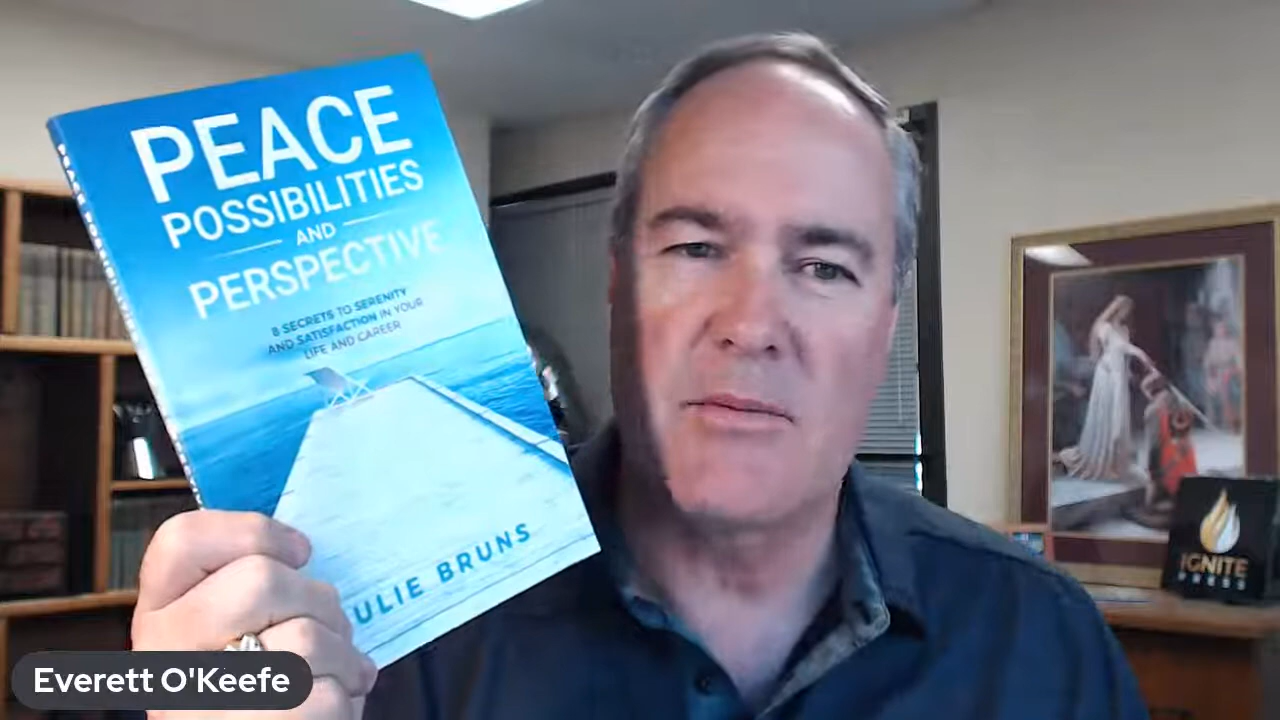 PEACE
POSSIBILITIES
AND
PERSPECTIVE
8 SECRETS TO SERENITY
AND SATISFACTION IN YOUR
LIFE AND CAREER
ULIE BRUNS
Everett O'Keefe
IGNITE
PRESS